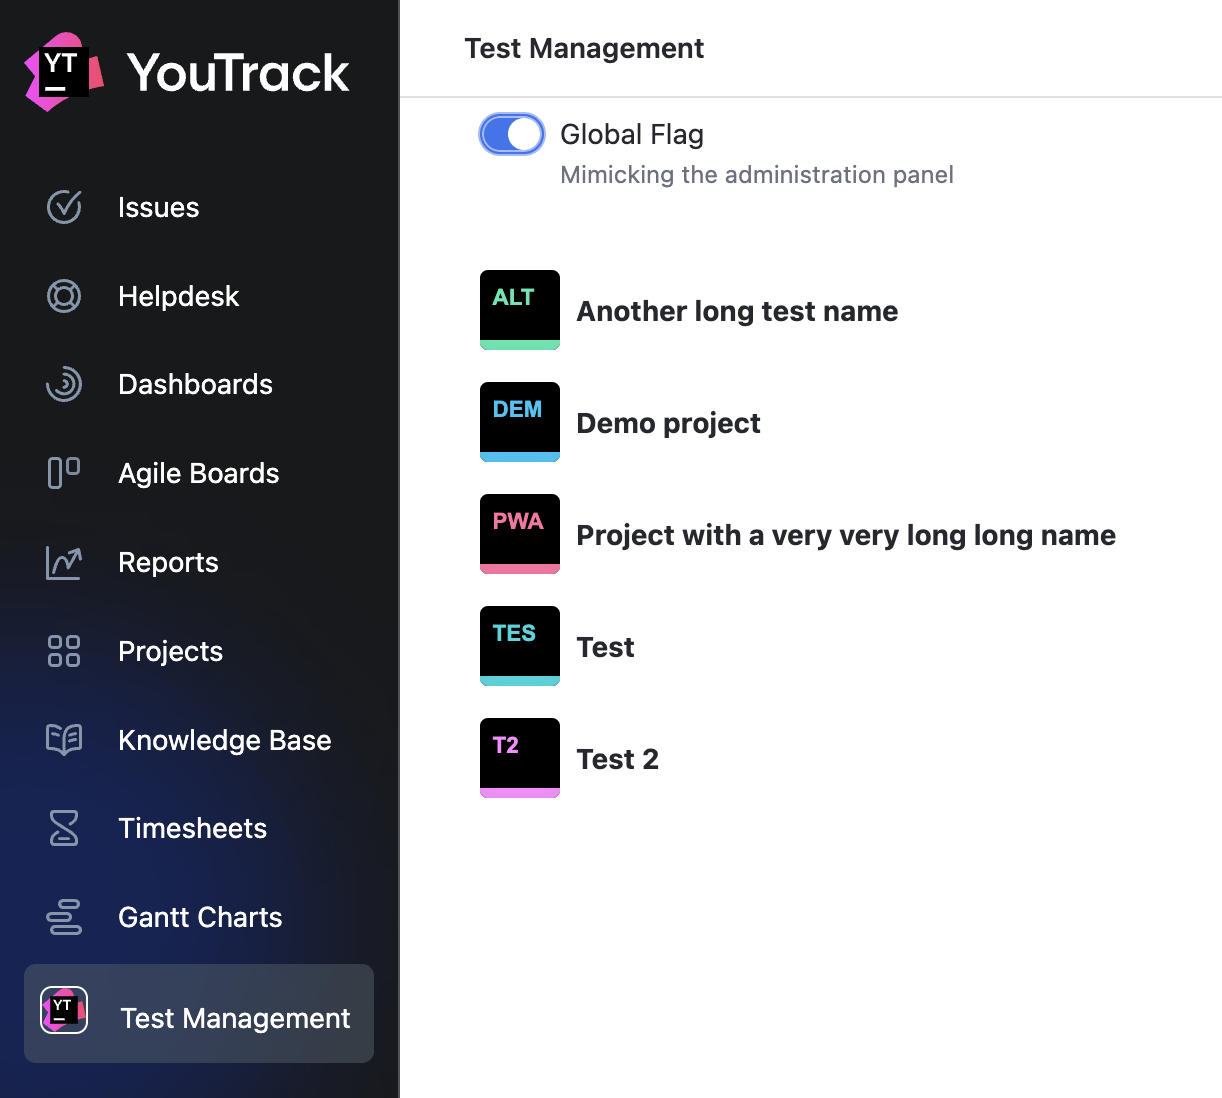 YT
YouTrack
Issues
Helpdesk
Dashboards
Agile Boards
Reports
Projects
Knowledge Base
Timesheets
Gantt Charts
YT
Test Management
Test Management
Global Flag
Mimicking the administration panel
ALT
Another long test name
DEM
Demo project
PWA
Project with a very very long long name
TES
Test
T2
Test 2